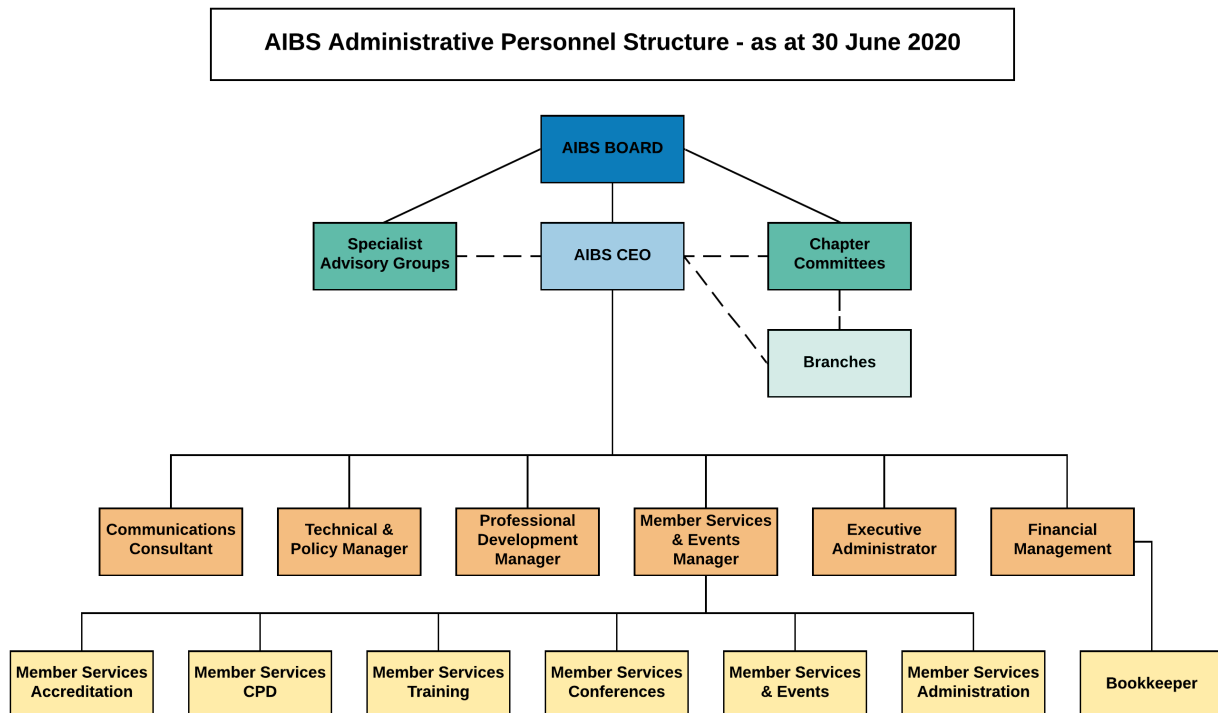 AIBS Administrative Personnel Structure - as at 30 June 2020
AIBS BOARD
Specialist
Advisory Groups
AIBS CEO
Chapter
Committees
Branches
Communications
Consultant
Technical &
Policy Manager
Professional
Development
Manager
Member Services
& Events
Manager
Executive
Administrator
Financial
Management
Member Services
Accreditation
Member Services
CPD
Member Services
Training
Member Services
Conferences
Member Services
& Events
Member Services
Administration
Bookkeeper